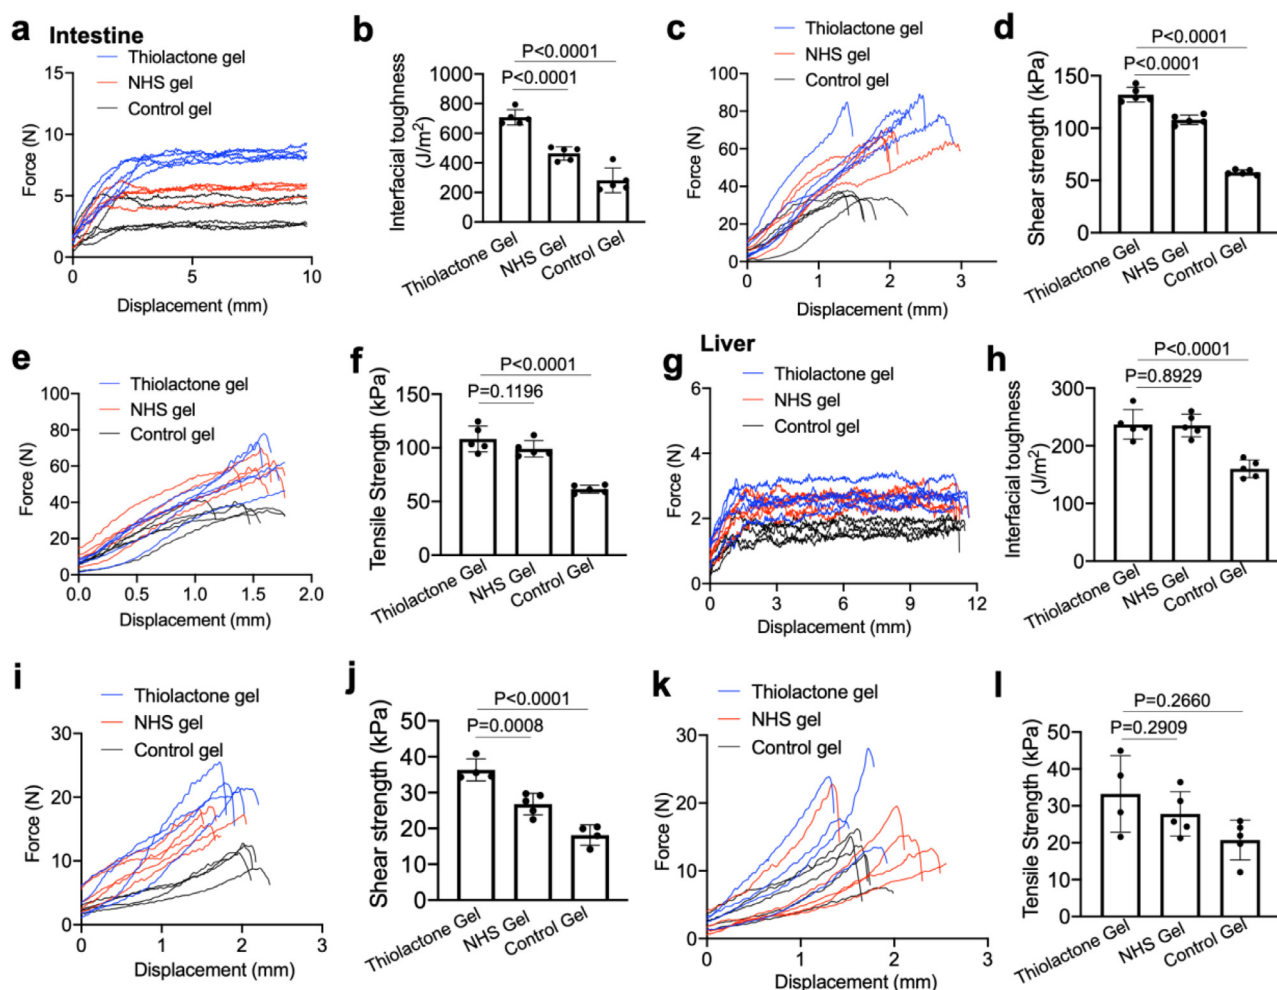 a Intestine
Thiolactone gel
NHS gel
Control gel
15
10
5
0
Force (N)
0 5 10
Displacement (mm)
b
P<0.0001
P<0.0001
1000
800
600
400
200
0
Interfacial toughness
(J/m²)
Thiolactone Gel
NHS Gel
Control Gel
c
Thiolactone gel
NHS gel
Control gel
100
80
60
40
20
0
Force (N)
0 1 2 3
Displacement (mm)
d
P<0.0001
P<0.0001
150
100
50
0
Shear strength (kPa)
Thiolactone Gel
NHS Gel
Control Gel
e
Thiolactone gel
NHS gel
Control gel
100
80
60
40
20
0
Force (N)
0.0 0.5 1.0 1.5 2.0
Displacement (mm)
f
P<0.0001
P=0.1196
150
100
50
0
Tensile Strength (kPa)
Thiolactone Gel
NHS Gel
Control Gel
g Liver
Thiolactone gel
NHS gel
Control gel
6
4
2
0
Force (N)
0 3 6 9 12
Displacement (mm)
h
P<0.0001
P=0.8929
300
200
100
0
Interfacial toughness
(J/m²)
Thiolactone Gel
NHS Gel
Control Gel
i
Thiolactone gel
NHS gel
Control gel
30
20
10
0
Force (N)
0 1 2 3
Displacement (mm)
j
P<0.0001
P=0.0008
50
40
30
20
10
0
Shear strength (kPa)
Thiolactone Gel
NHS Gel
Control Gel
k
Thiolactone gel
NHS gel
Control gel
30
20
10
0
Force (N)
0 1 2 3
Displacement (mm)
l
P=0.2660
P=0.2909
50
40
30
20
10
0
Tensile Strength (kPa)
Thiolactone Gel
NHS Gel
Control Gel